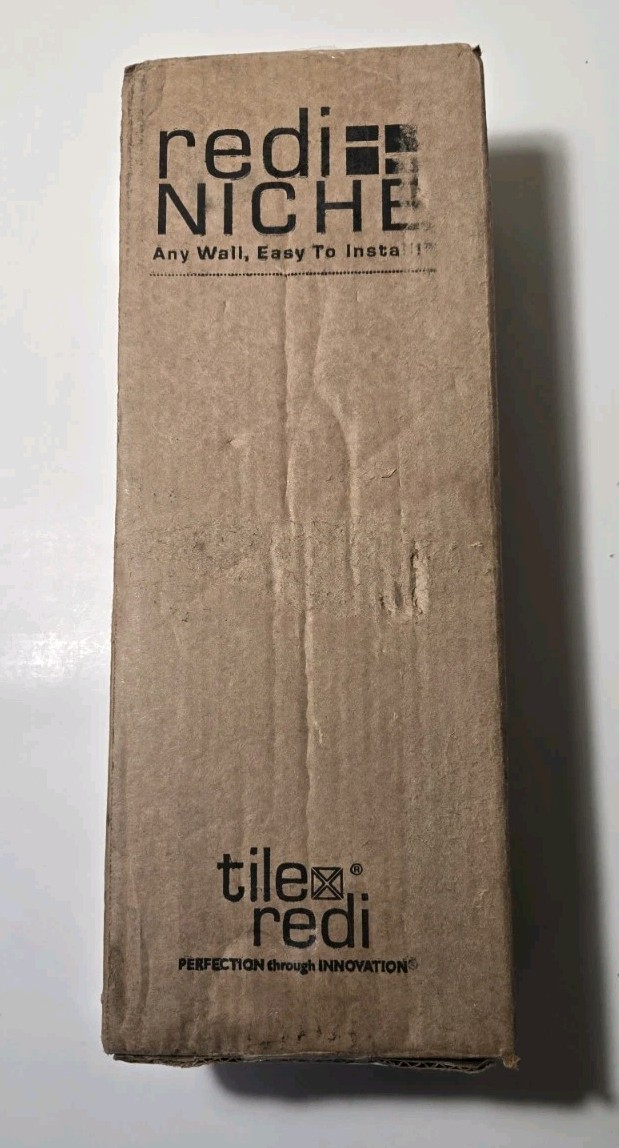 redi
NICHE
Any Wall, Easy To Install!™
tile®
redi
PERFECTION through INNOVATION®